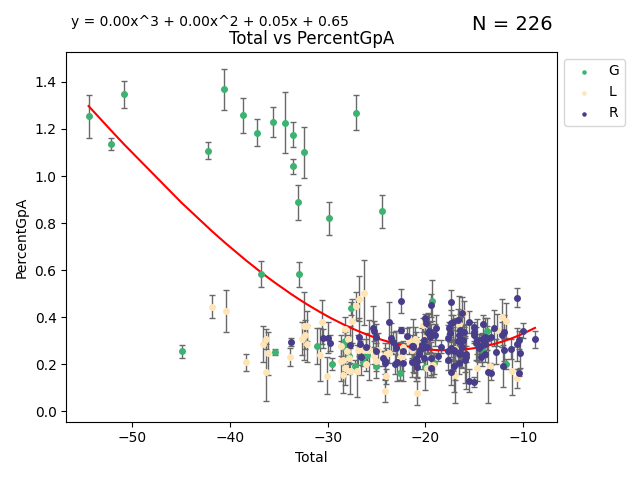 y = 0.00x^3 + 0.00x^2 + 0.05x + 0.65
N = 226
Total vs PercentGpA
G
L
R
PercentGpA
1.4
1.2
1.0
0.8
0.6
0.4
0.2
0.0
−50
−40
−30
−20
−10
Total